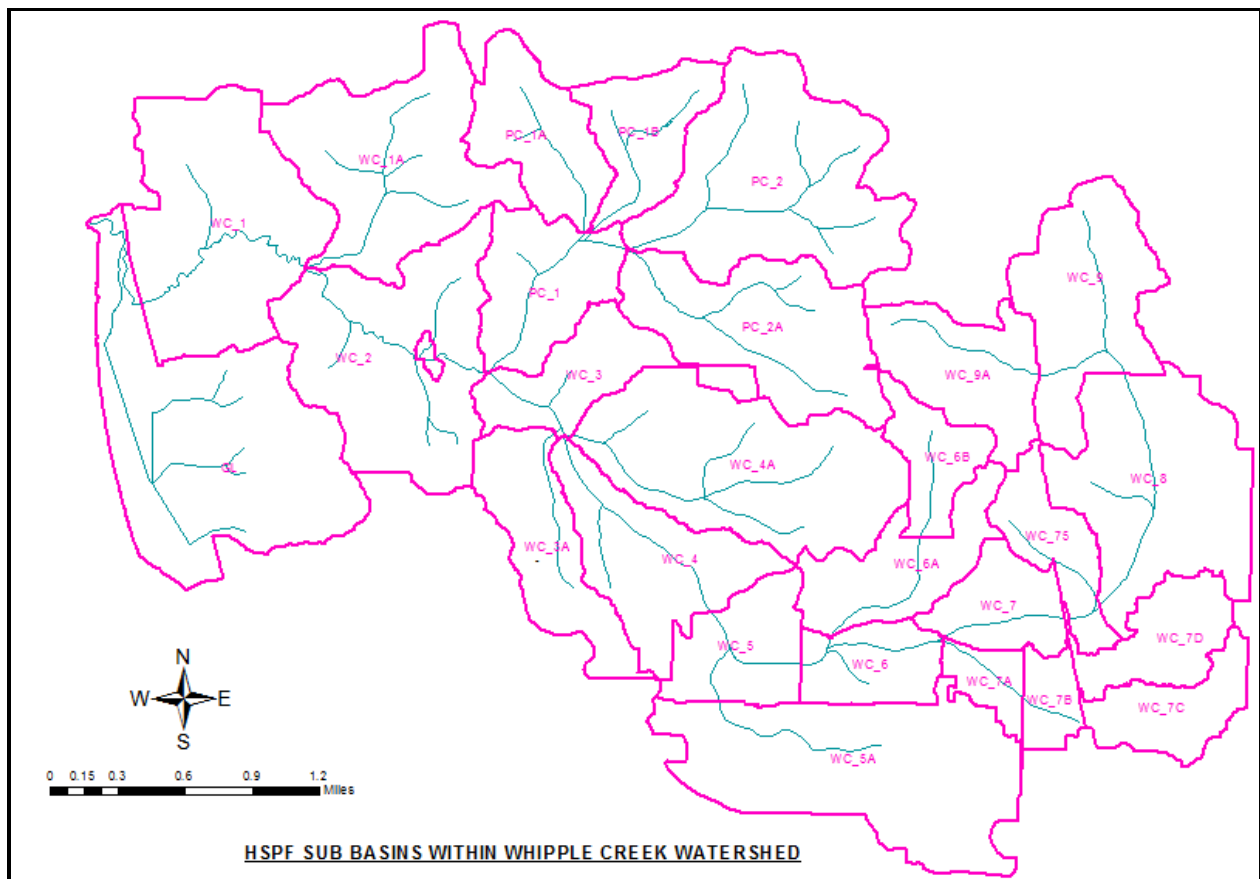 PC_1A
PC_1B
WC_1A
PC_2
WC_1
WC_9
PC_1
PC_2A
WC_2
WC_3
WC_9A
WC_4A
WC_6B
GL
WC_8
WC_75
WC_3A
-
WC_4
WC_6A
WC_7
WC_5
WC_7D
WC_6
WC_7A
WC_7B
WC_7C
WC_5A
N
W E
S
0 0.15 0.3 0.6 0.9 1.2
Miles
HSPF SUB BASINS WITHIN WHIPPLE CREEK WATERSHED